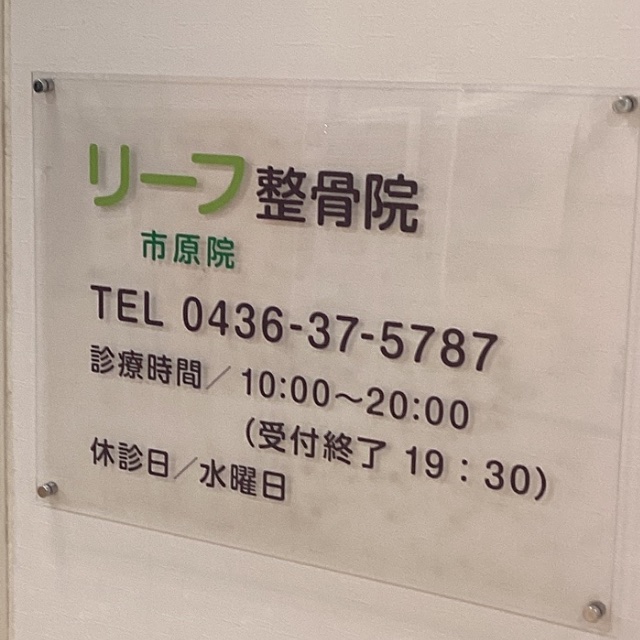 リーフ整骨院
市原院
TEL 0436-37-5787
診療時間／10:00～20:00
(受付終了 19：30)
休診日／水曜日